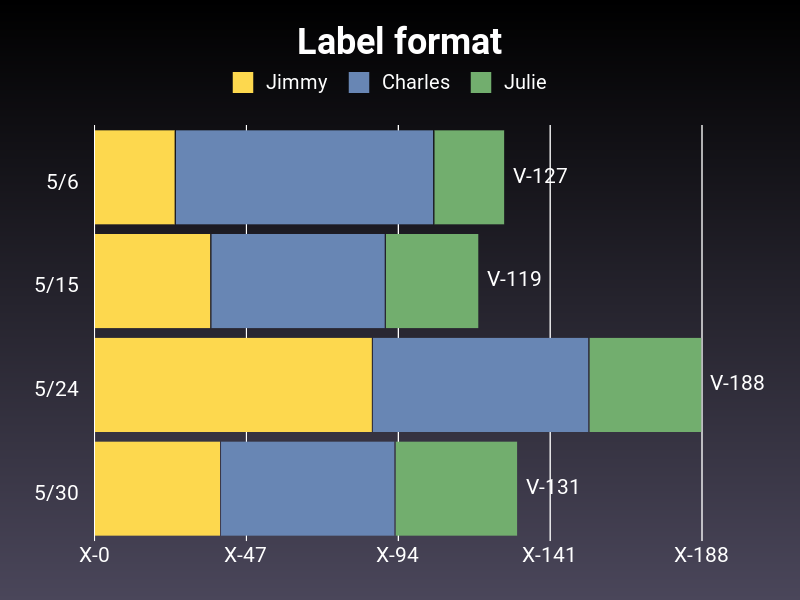 Label format
Jimmy Charles Julie
5/6 V-127
5/15 V-119
5/24 V-188
5/30 V-131
X-0 X-47 X-94 X-141 X-188